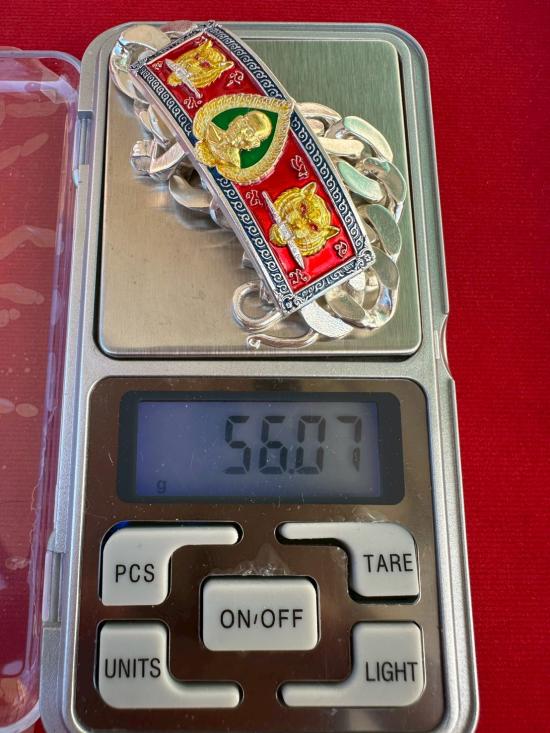 56.07
g
PCS
TARE
ON/OFF
UNITS
LIGHT